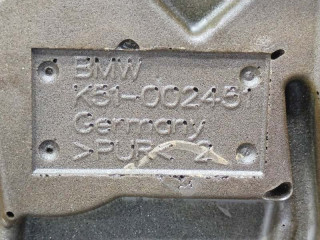 BMW
K51-002451
Germany
>PUR< 2